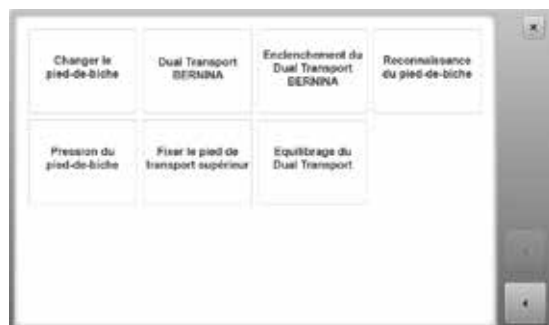 Changer le
pied-de-biche
Dual Transport
BERNINA
Enclenchement du
Dual Transport
BERNINA
Reconnaissance
du pied-de-biche
Pression du
pied-de-biche
Fixer le pied de
transport supérieur
Equilibrage du
Dual Transport